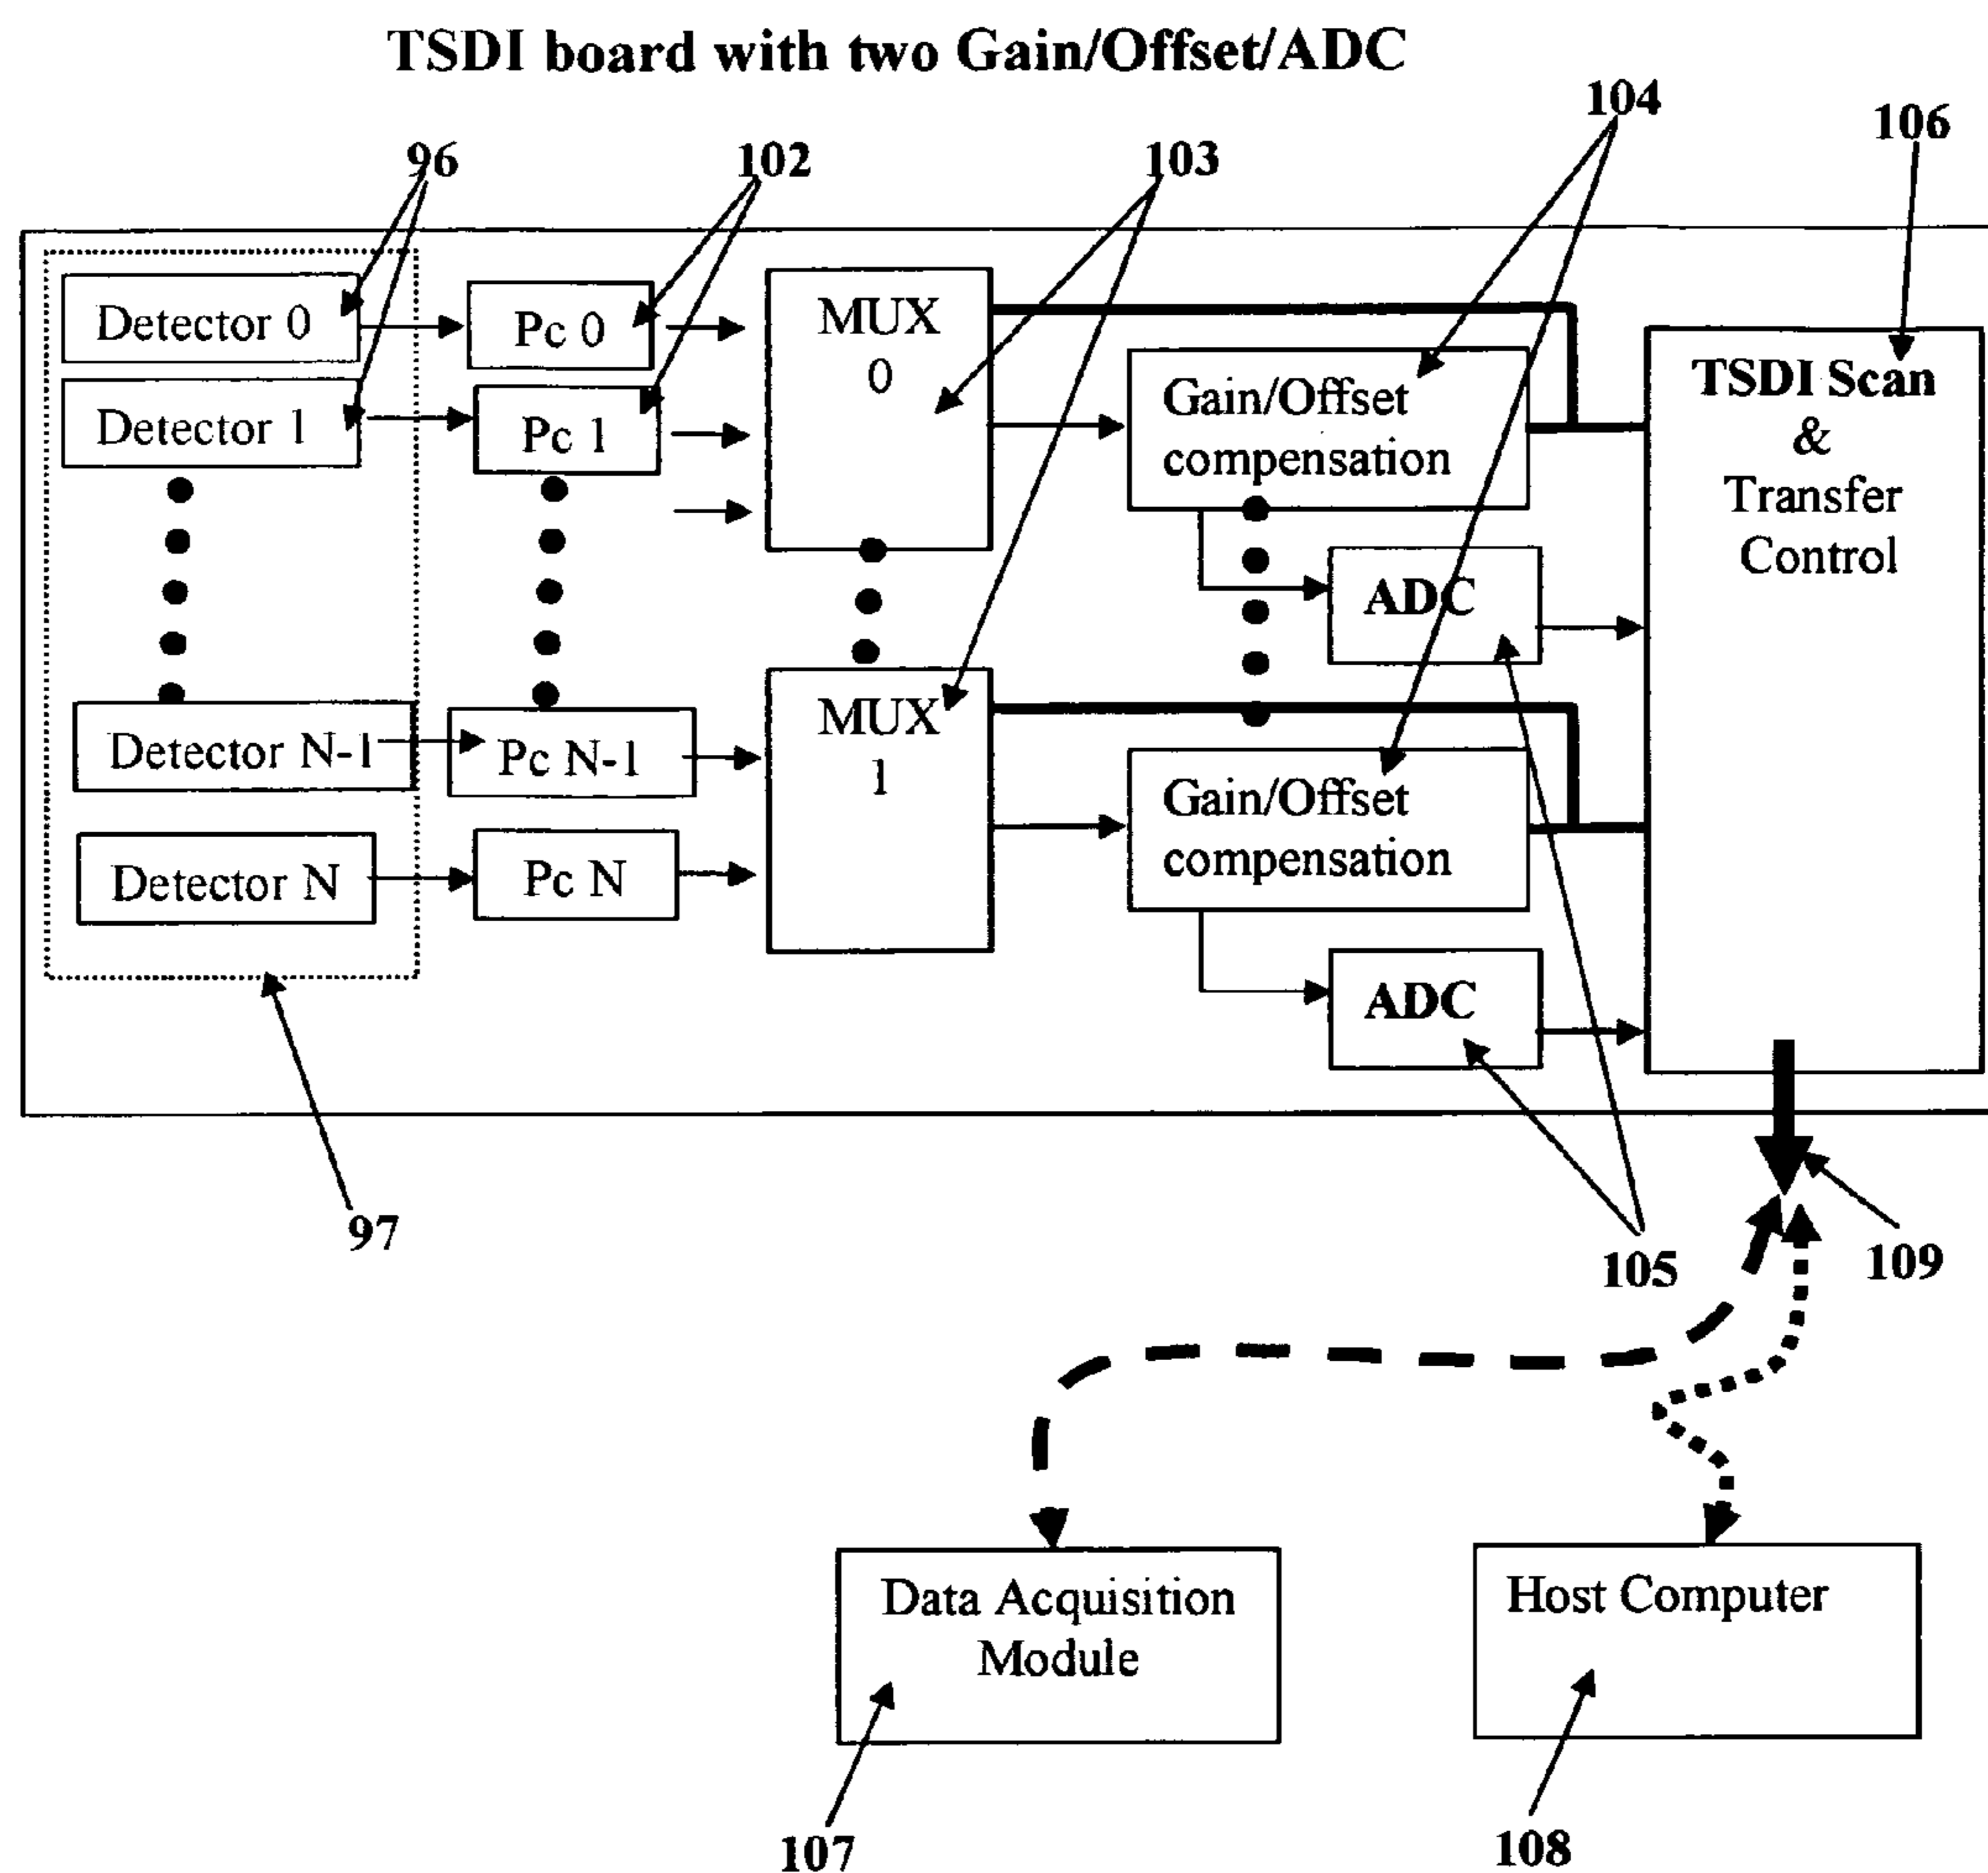 TSDI board with two Gain/Offset/ADC
104
106
96
102
103
Detector 0
Pc 0
MUX
0
Detector 1
Pc 1
Gain/Offset
compensation
TSDI Scan
&
Transfer
Control
ADC
Detector N-1
Pc N-1
MUX
1
Gain/Offset
compensation
Detector N
Pc N
ADC
97
105
109
Data Acquisition
Module
Host Computer
107
108